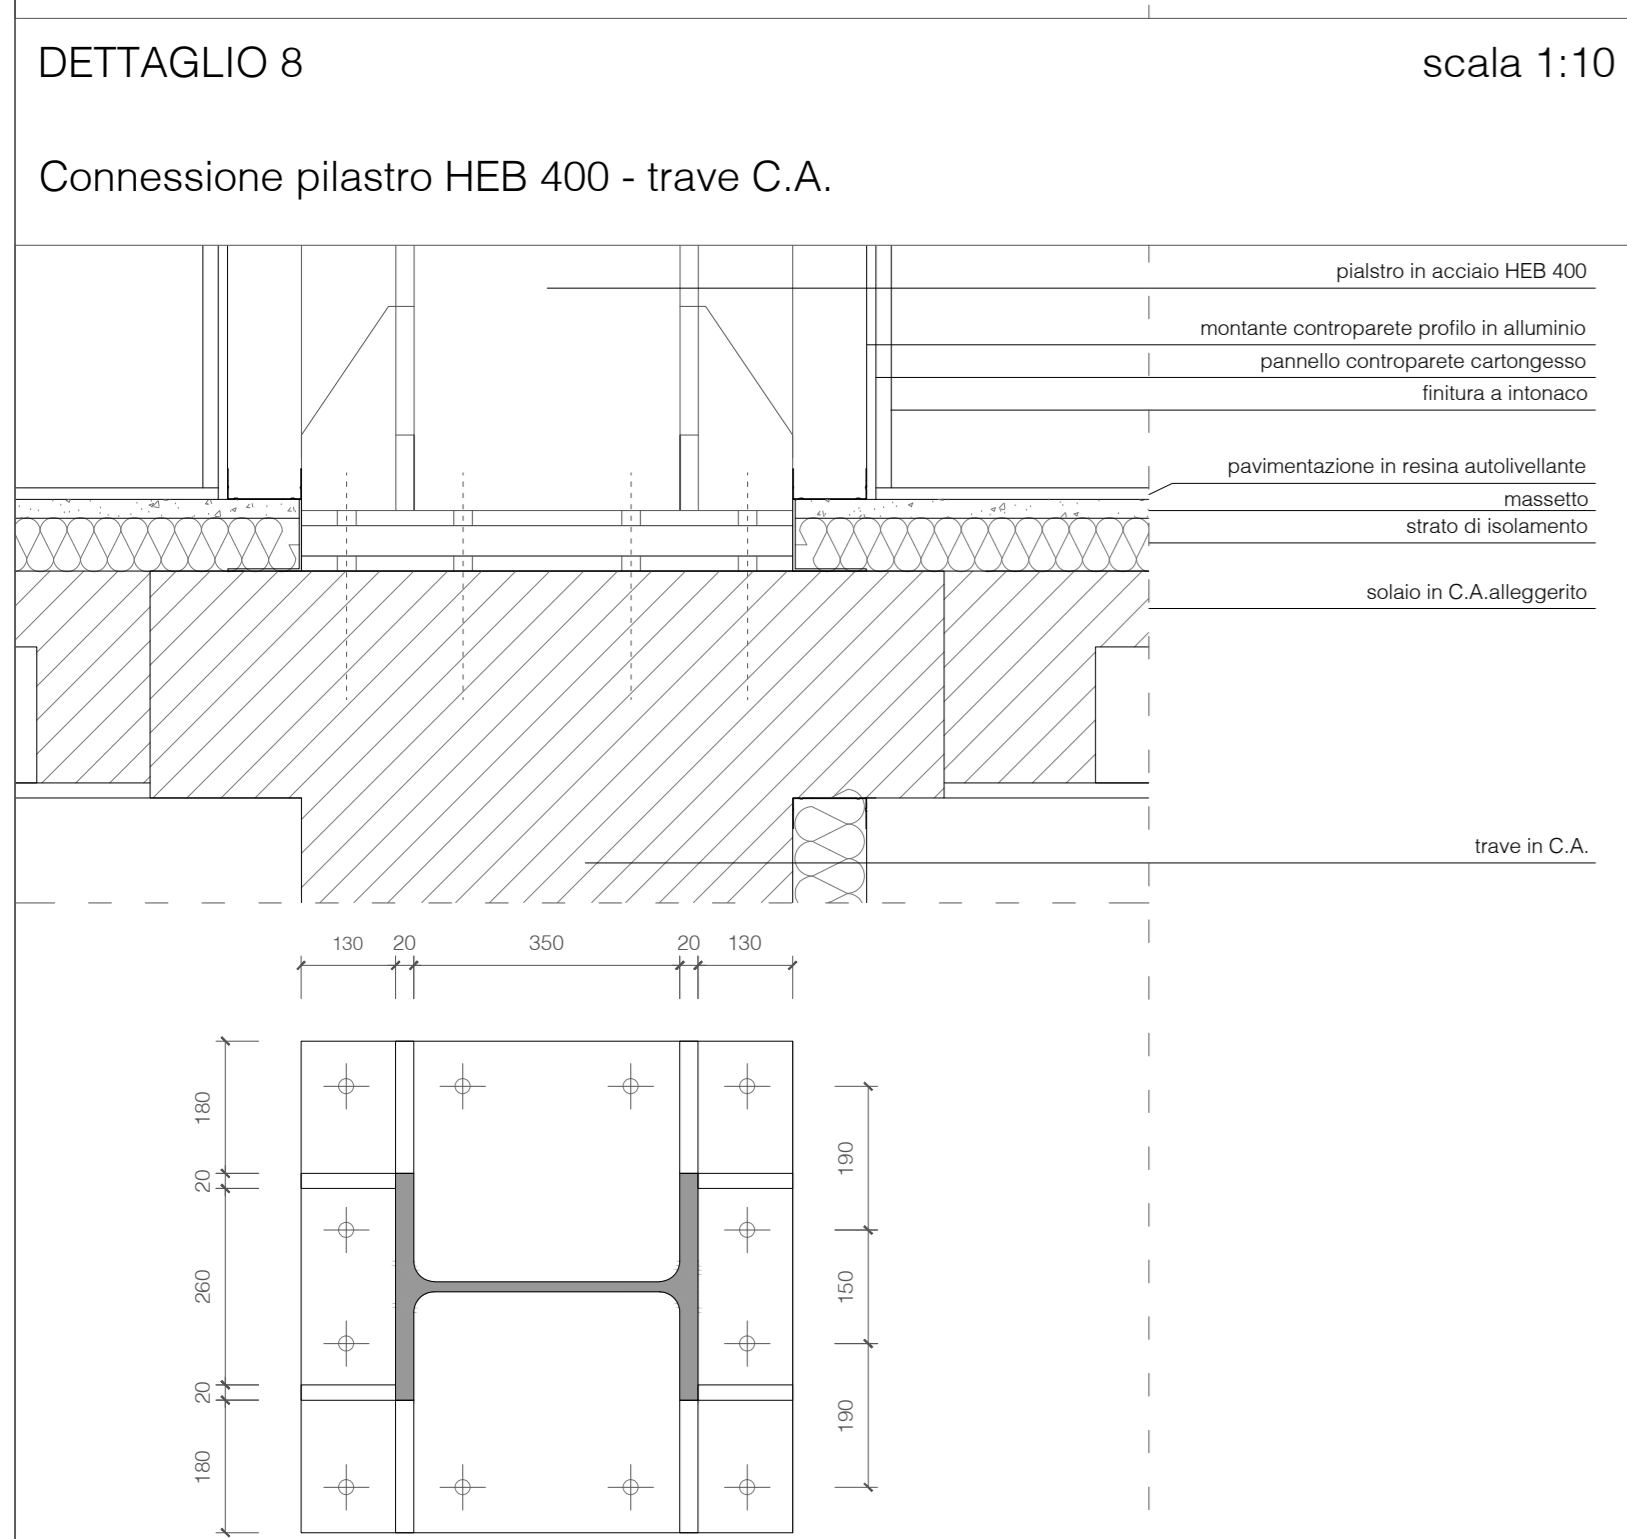 DETTAGLIO 8
scala 1:10
Connessione pilastro HEB 400 - trave C.A.
pialstro in acciaio HEB 400
montante controparete profilo in alluminio
pannello controparete cartongesso
finitura a intonaco
pavimentazione in resina autolivellante
massetto
strato di isolamento
solaio in C.A.alleggerito
trave in C.A.
130 20 350 20 130
180
20
260
20
180
190
150
190